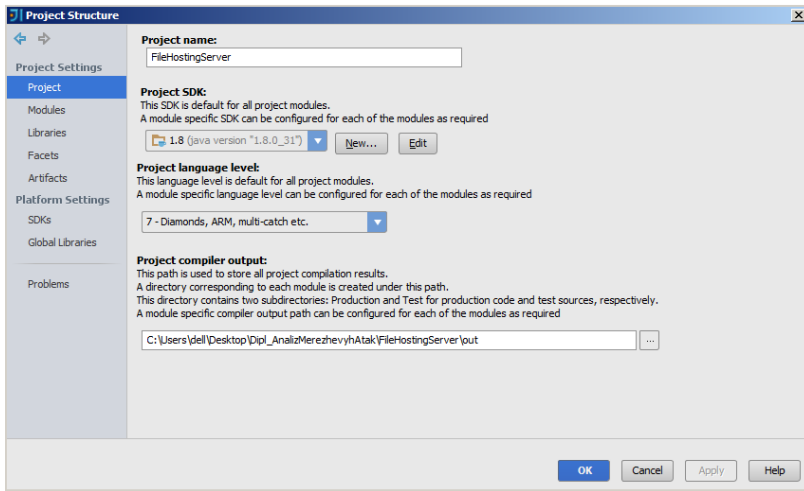 Project Structure
Project Settings
Project
Modules
Libraries
Facets
Artifacts
Platform Settings
SDKs
Global Libraries
Problems
Project name:
FileHostingServer
Project SDK:
This SDK is default for all project modules.
A module specific SDK can be configured for each of the modules as required
1.8 (java version "1.8.0_31")
New...
Edit
Project language level:
This language level is default for all project modules.
A module specific language level can be configured for each of the modules as required
7 - Diamonds, ARM, multi-catch etc.
Project compiler output:
This path is used to store all project compilation results.
A directory corresponding to each module is created under this path.
This directory contains two subdirectories: Production and Test for production code and test sources, respectively.
A module specific compiler output path can be configured for each of the modules as required
C:\Users\dell\Desktop\Dipl_AnalizMerezhevyhAtak\FileHostingServer\out
...
OK
Cancel
Apply
Help